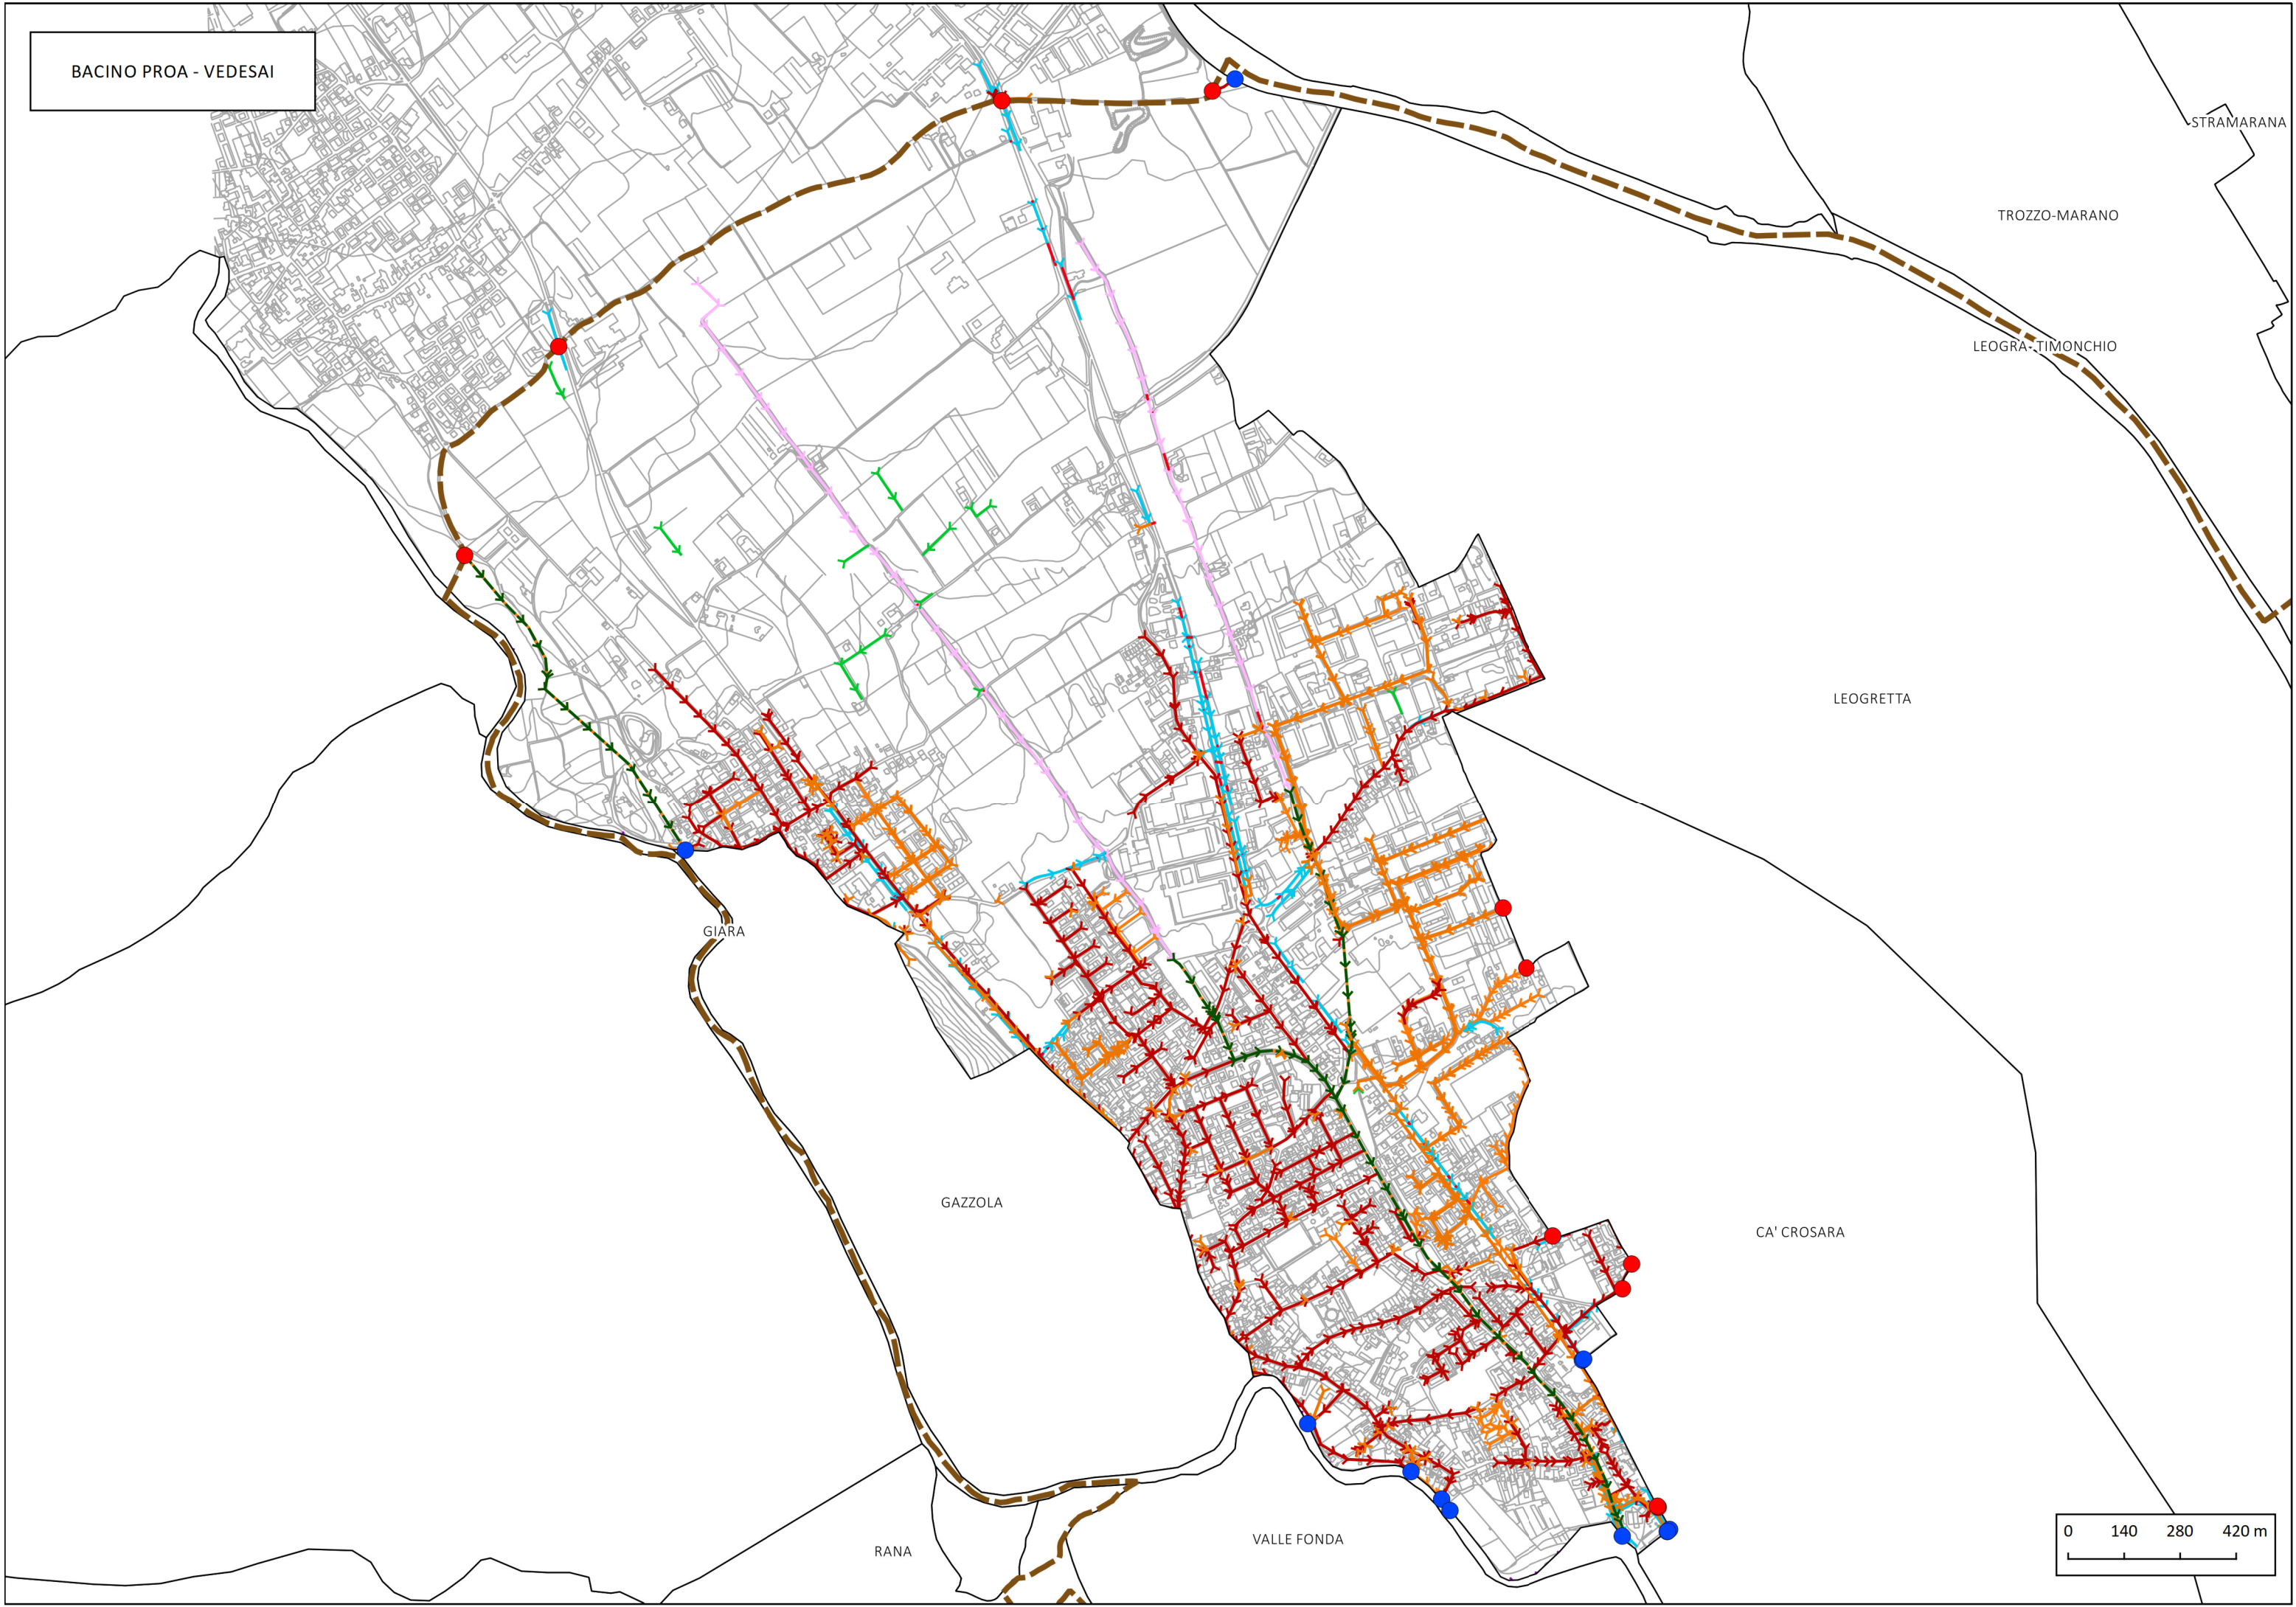 BACINO PROA - VEDESAI
STRAMARANA
TROZZO-MARANO
LEOGRA-TIMONCHIO
LEOGRETTA
GIARA
GAZZOLA
CA' CROSARA
RANA
VALLE FONDA
0 140 280 420 m